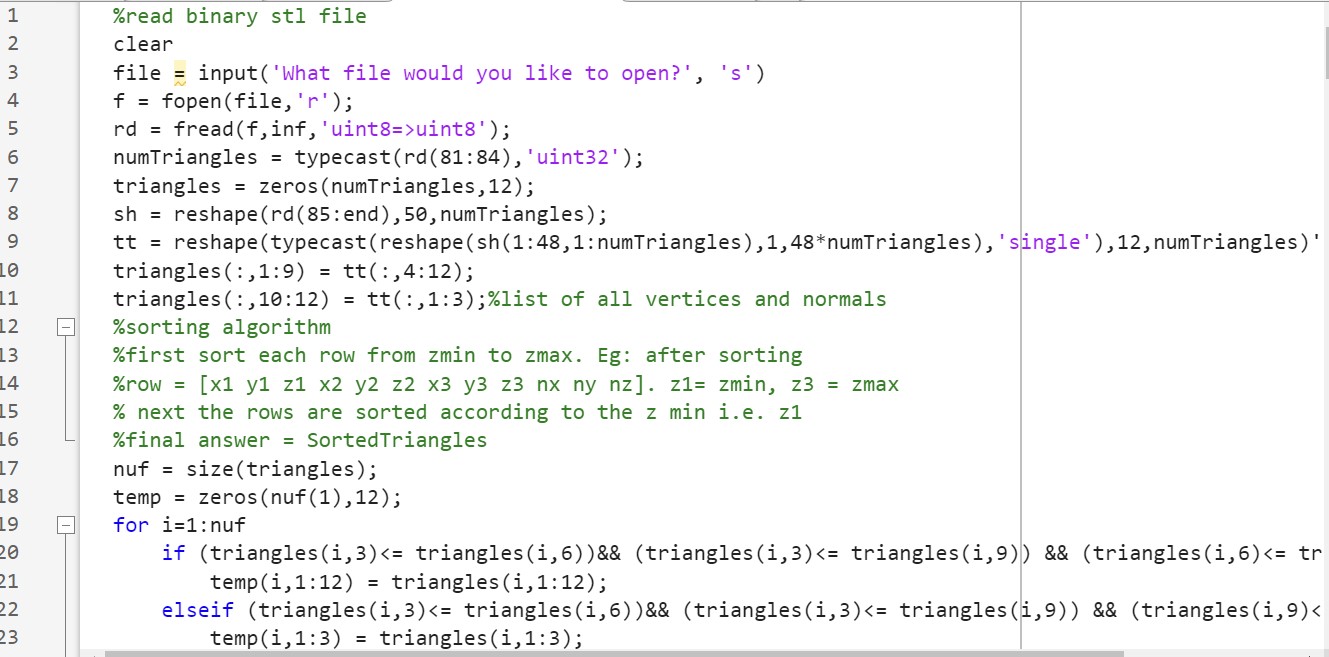 1 %read binary stl file
2 clear
3 file = input('What file would you like to open?', 's')
4 f = fopen(file,'r');
5 rd = fread(f,inf,'uint8=>uint8');
6 numTriangles = typecast(rd(81:84),'uint32');
7 triangles = zeros(numTriangles,12);
8 sh = reshape(rd(85:end),50,numTriangles);
9 tt = reshape(typecast(reshape(sh(1:48,1:numTriangles),1,48*numTriangles),'single'),12,numTriangles)'
10 triangles(:,1:9) = tt(:,4:12);
11 triangles(:,10:12) = tt(:,1:3);%list of all vertices and normals
12 %sorting algorithm
13 %first sort each row from zmin to zmax. Eg: after sorting
14 %row = [x1 y1 z1 x2 y2 z2 x3 y3 z3 nx ny nz]. z1= zmin, z3 = zmax
15 % next the rows are sorted according to the z min i.e. z1
16 %final answer = SortedTriangles
17 nuf = size(triangles);
18 temp = zeros(nuf(1),12);
19 for i=1:nuf
20 if (triangles(i,3)<= triangles(i,6))&& (triangles(i,3)<= triangles(i,9)) && (triangles(i,6)<= tr
21 temp(i,1:12) = triangles(i,1:12);
22 elseif (triangles(i,3)<= triangles(i,6))&& (triangles(i,3)<= triangles(i,9)) && (triangles(i,9)<
23 temp(i,1:3) = triangles(i,1:3);